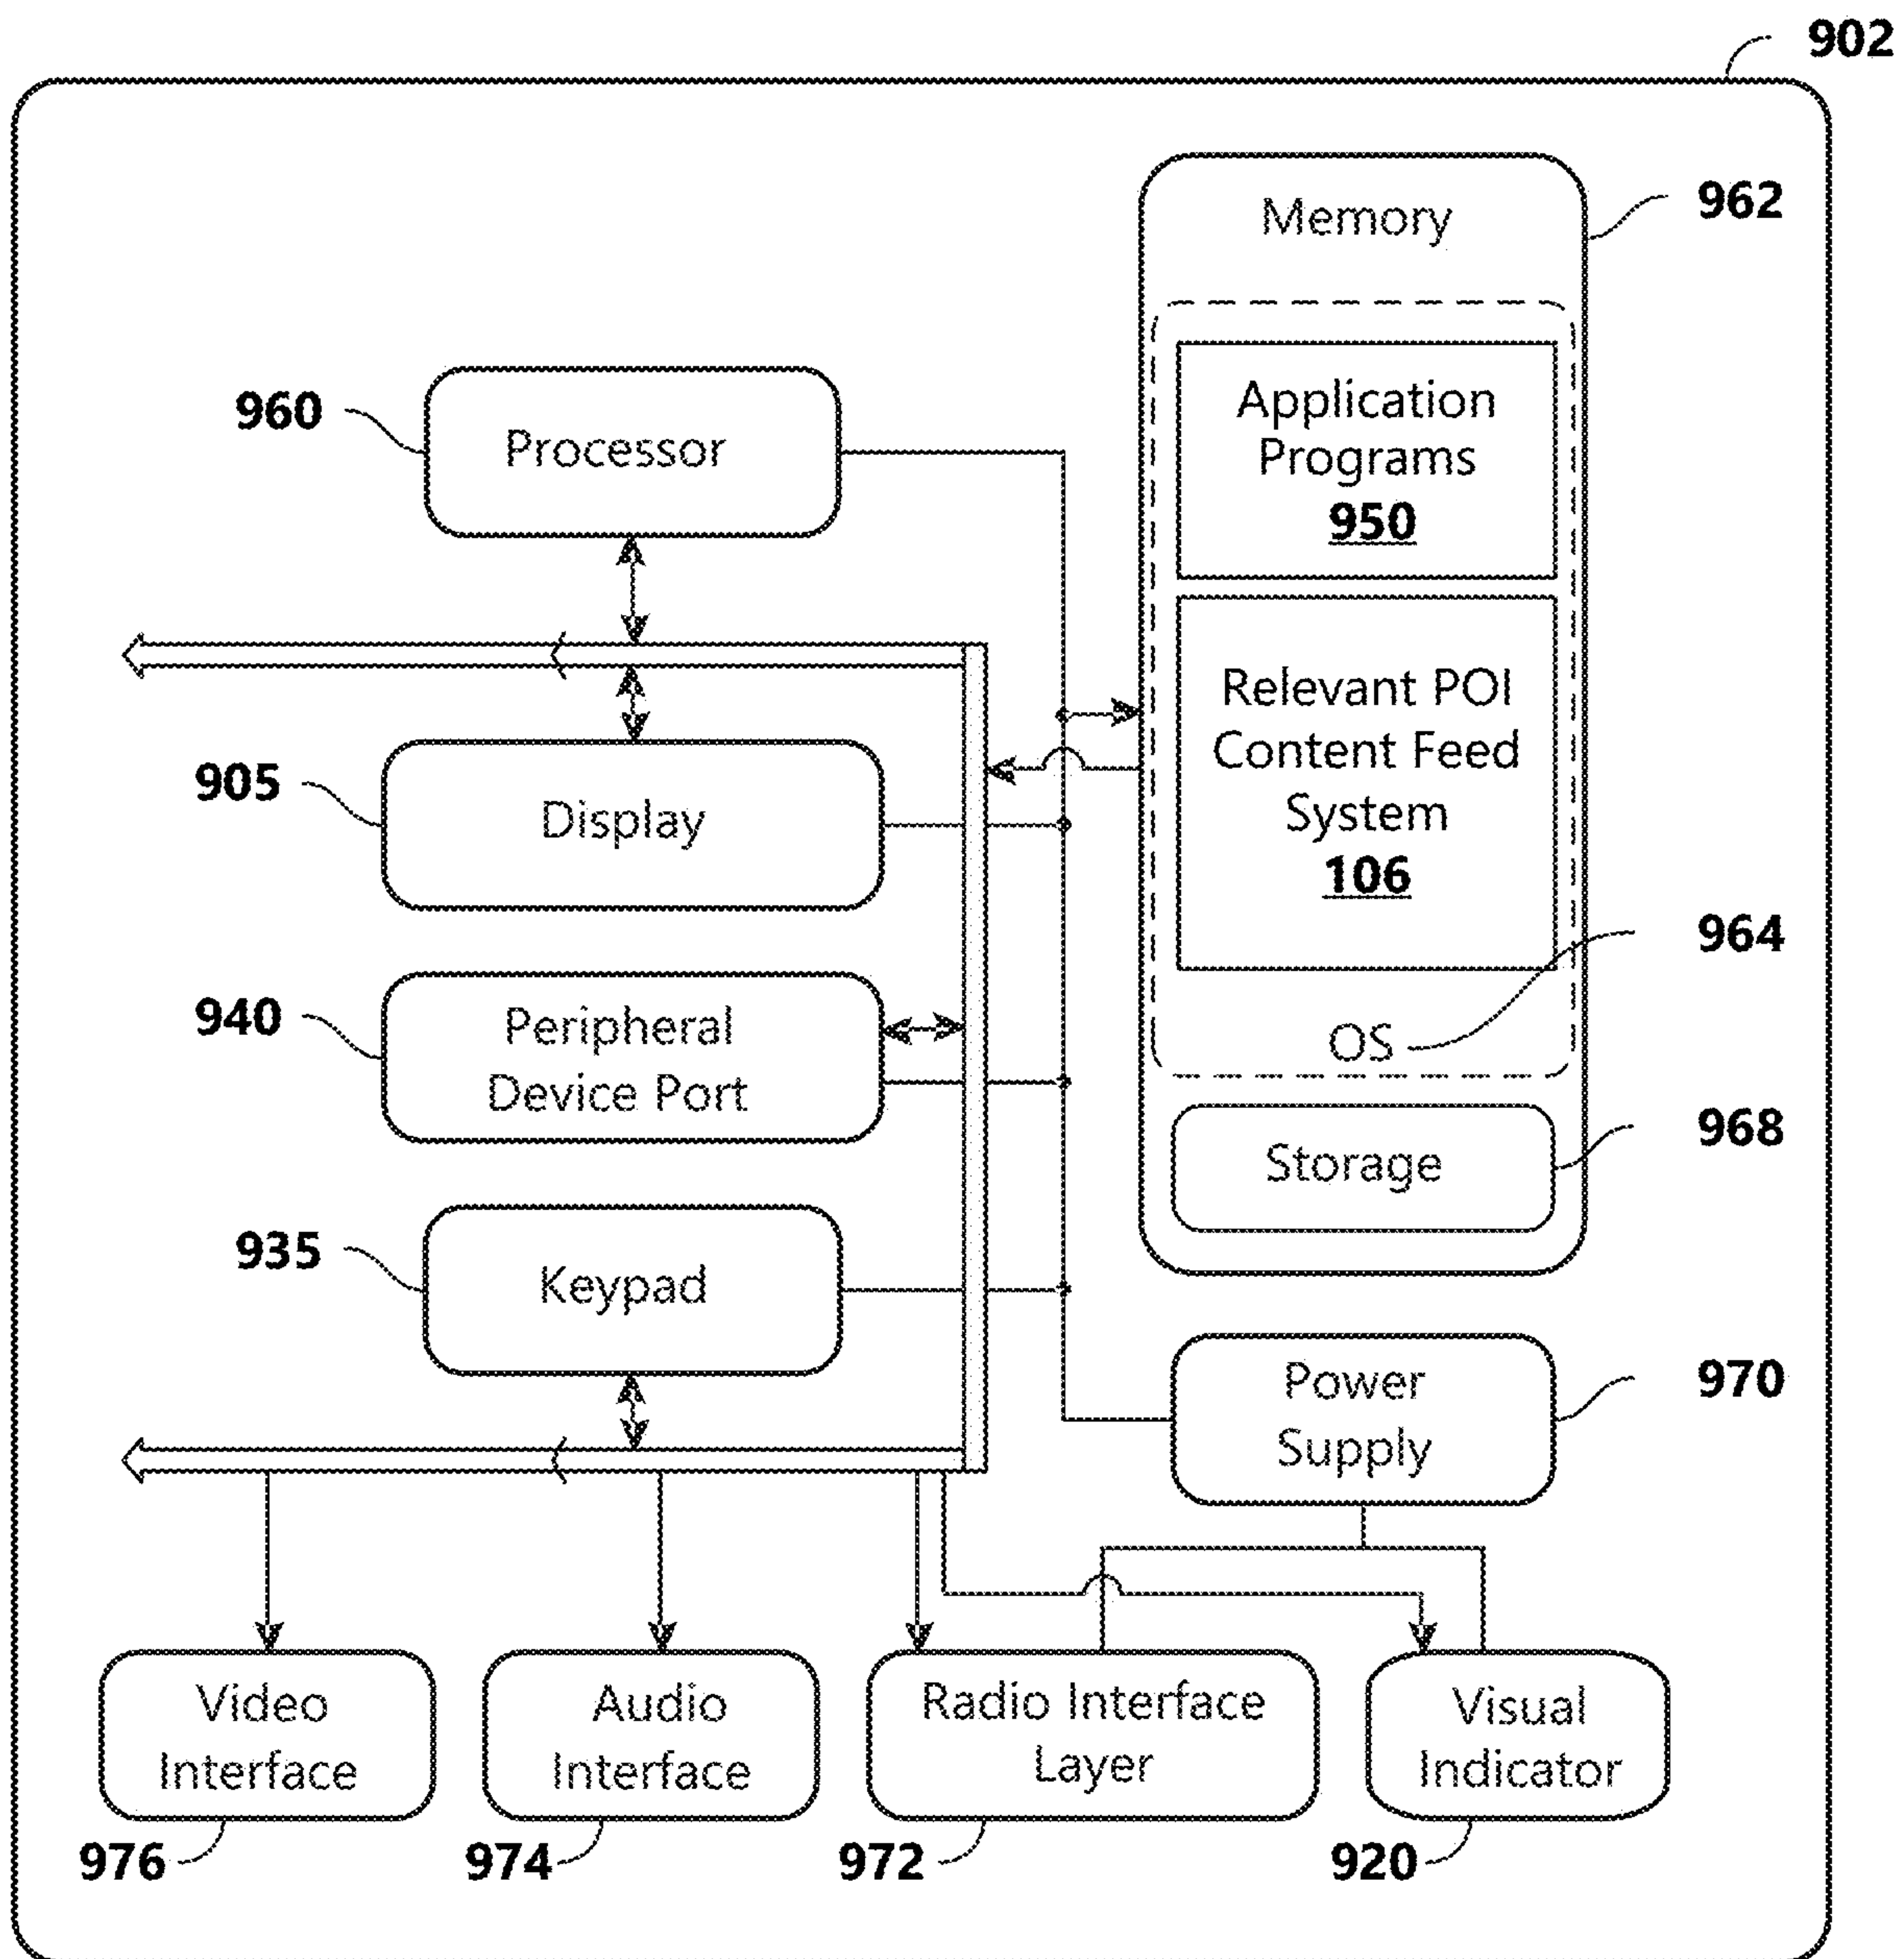 902
Memory
962
Application
Programs
950
960
Processor
Relevant POI
Content Feed
System
106
905
Display
964
940
Peripheral
Device Port
OS
968
Storage
935
Keypad
Power
Supply
970
Video
Interface
Audio
Interface
Radio Interface
Layer
Visual
Indicator
976
974
972
920